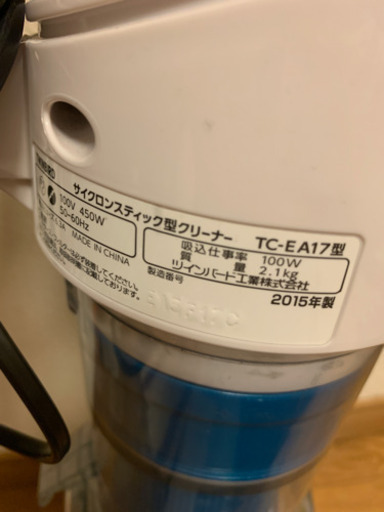 サイクロンスティック型クリーナー TC-EA17型
100V 450W
50-60Hz
吸込仕事率 100W
質量 2.1kg
MADE IN CHINA
ツインバード工業株式会社
製造番号
2015年製